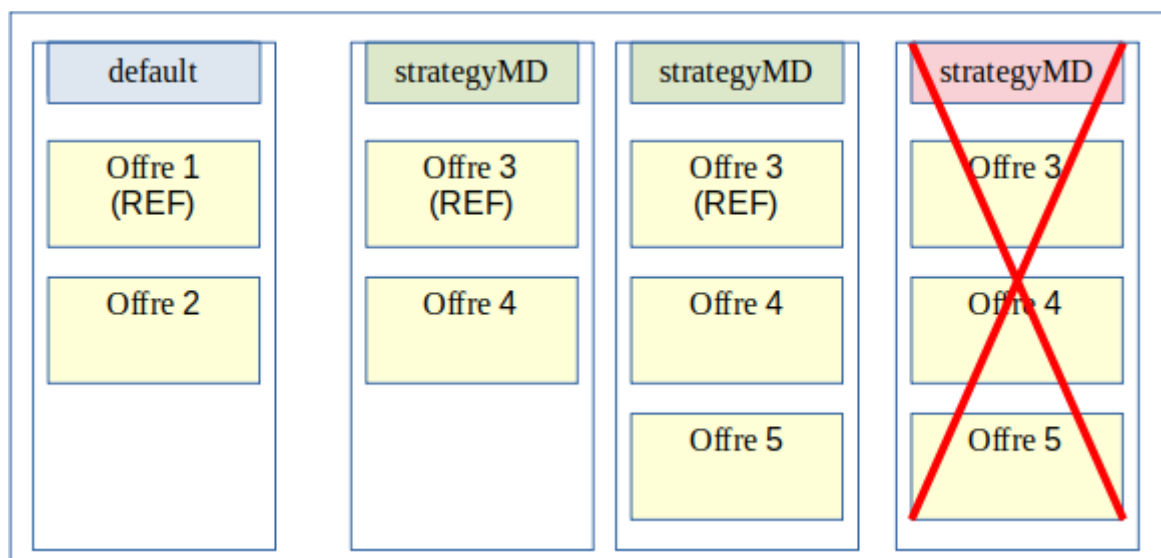 default
Offre 1
(REF)
Offre 2
strategyMD
Offre 3
(REF)
Offre 4
strategyMD
Offre 3
(REF)
Offre 4
Offre 5
strategyMD
Offre 3
Offre 4
Offre 5